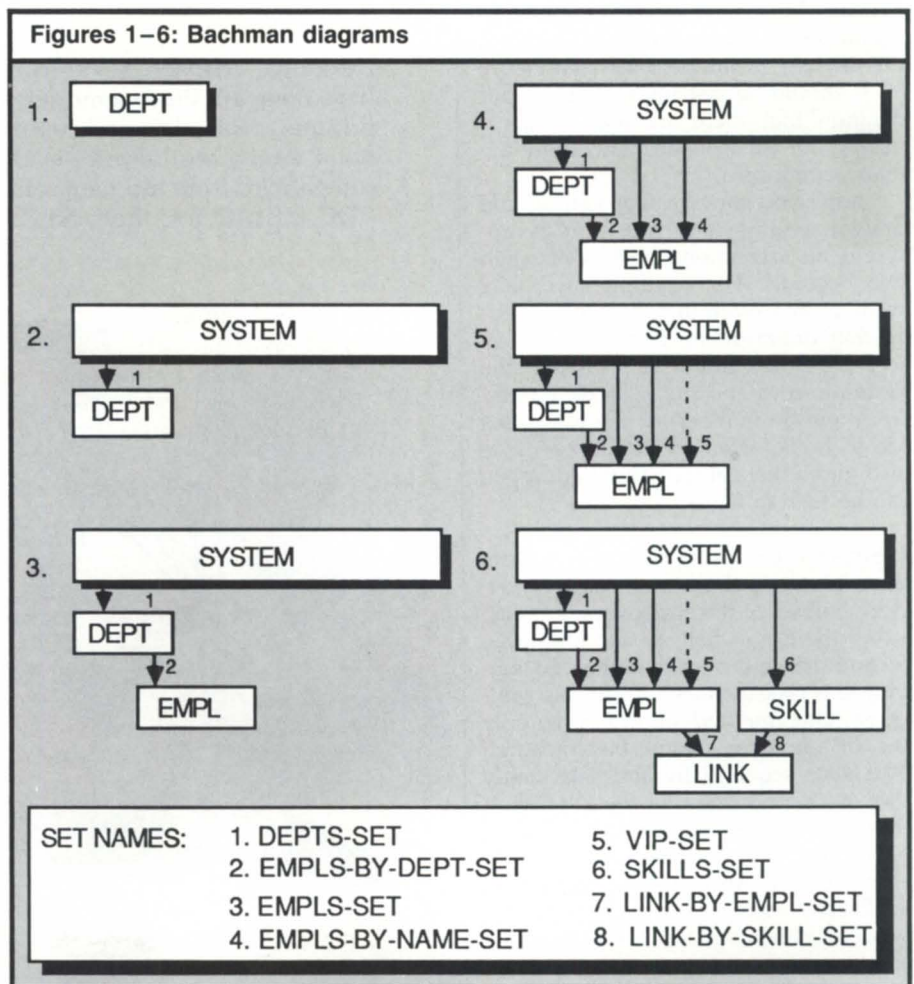 Figures 1–6: Bachman diagrams
1.
DEPT
2.
SYSTEM
1
DEPT
3.
SYSTEM
1
DEPT
2
EMPL
4.
SYSTEM
1
DEPT
2 3 4
EMPL
5.
SYSTEM
1
DEPT
2 3 4 5
EMPL
6.
SYSTEM
1
DEPT
2 3 4 5 6
EMPL SKILL
7 8
LINK
SET NAMES:
1. DEPTS-SET
2. EMPLS-BY-DEPT-SET
3. EMPLS-SET
4. EMPLS-BY-NAME-SET
5. VIP-SET
6. SKILLS-SET
7. LINK-BY-EMPL-SET
8. LINK-BY-SKILL-SET